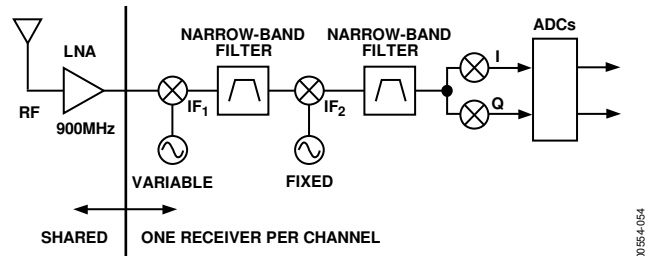 NARROW-BAND
FILTER
NARROW-BAND
FILTER
ADCs
LNA
I
RF
900MHz
IF1
IF2
Q
VARIABLE
FIXED
SHARED
ONE RECEIVER PER CHANNEL
00554-054